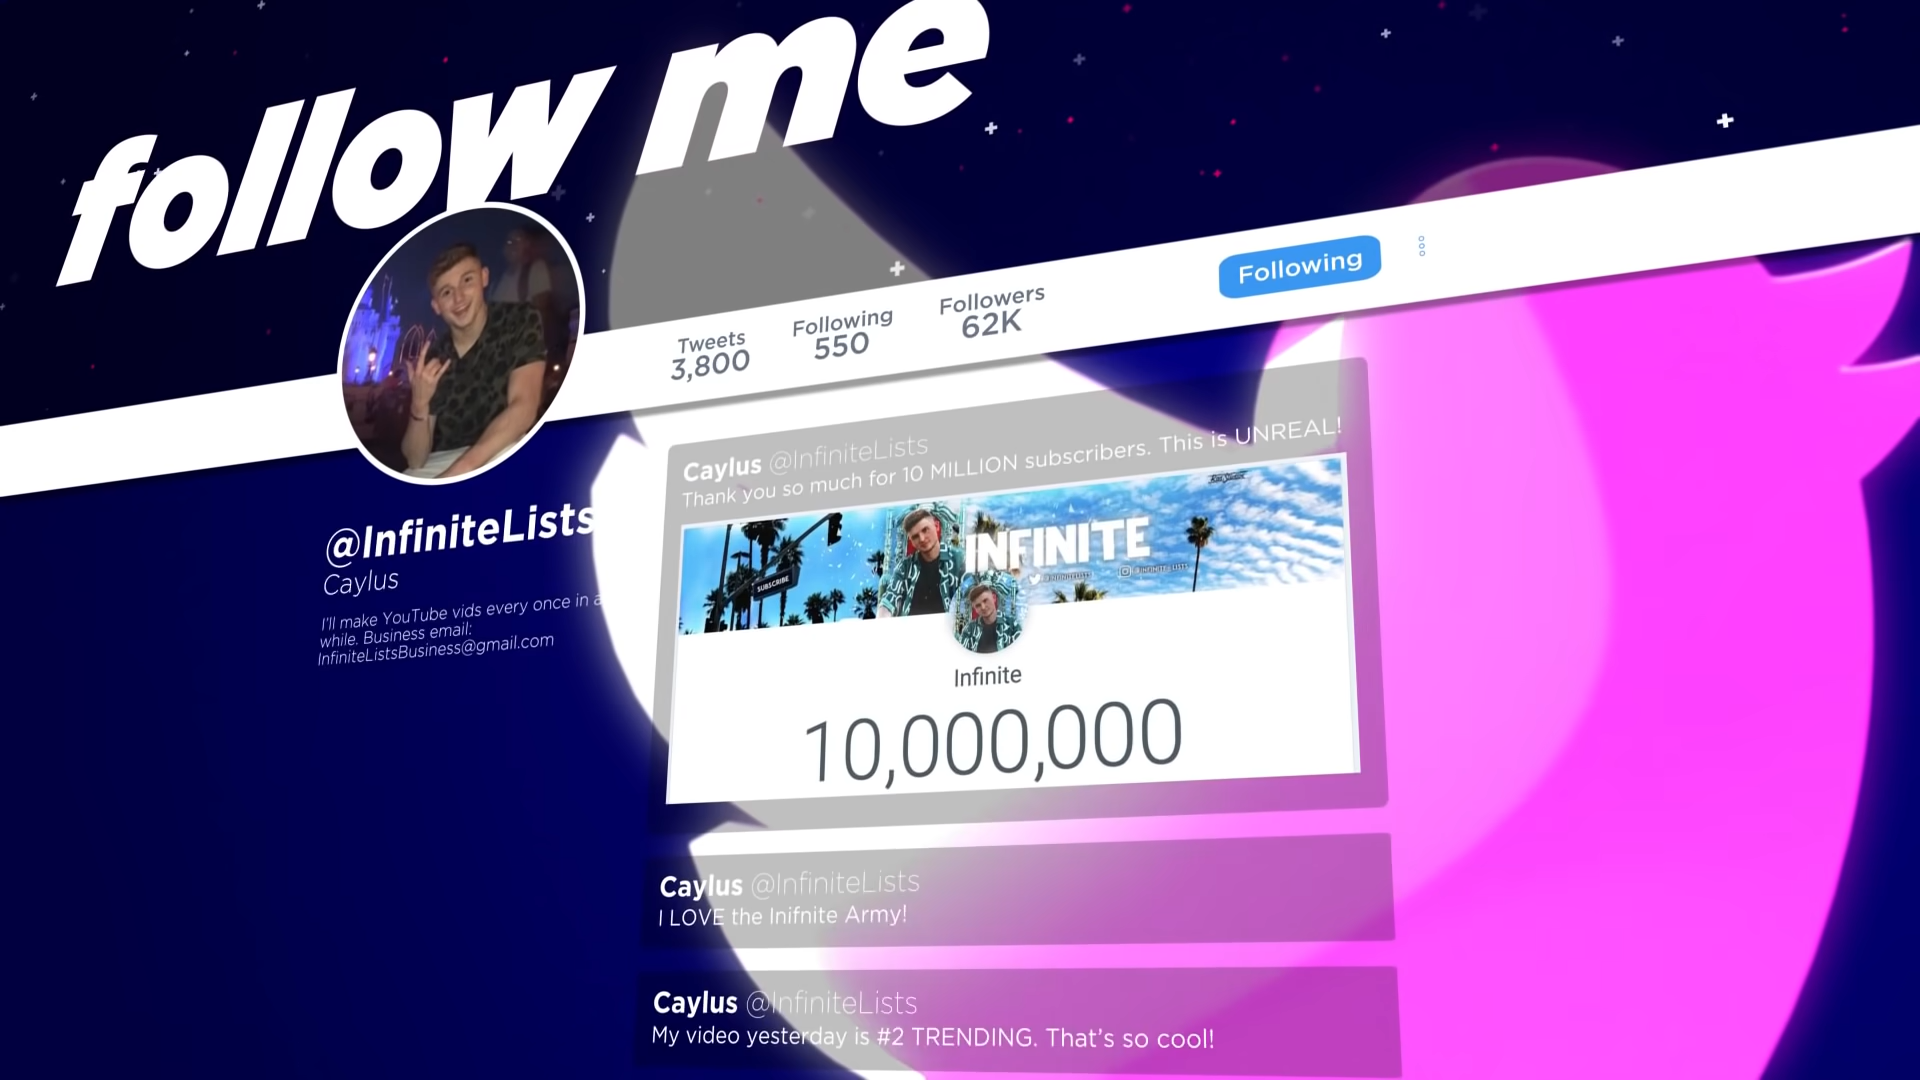 follow me
Tweets
3,800
Following
550
Followers
62K
Following
@InfiniteLists
Caylus
I'll make YouTube vids every once in a
while. Business email:
InfiniteListsBusiness@gmail.com
Caylus @InfiniteLists
Thank you so much for 10 MILLION subscribers. This is UNREAL!
SUBSCRIBE
INFINITE
Infinite
10,000,000
Caylus @InfiniteLists
I LOVE the Inifnite Army!
Caylus @InfiniteLists
My video yesterday is #2 TRENDING. That's so cool!